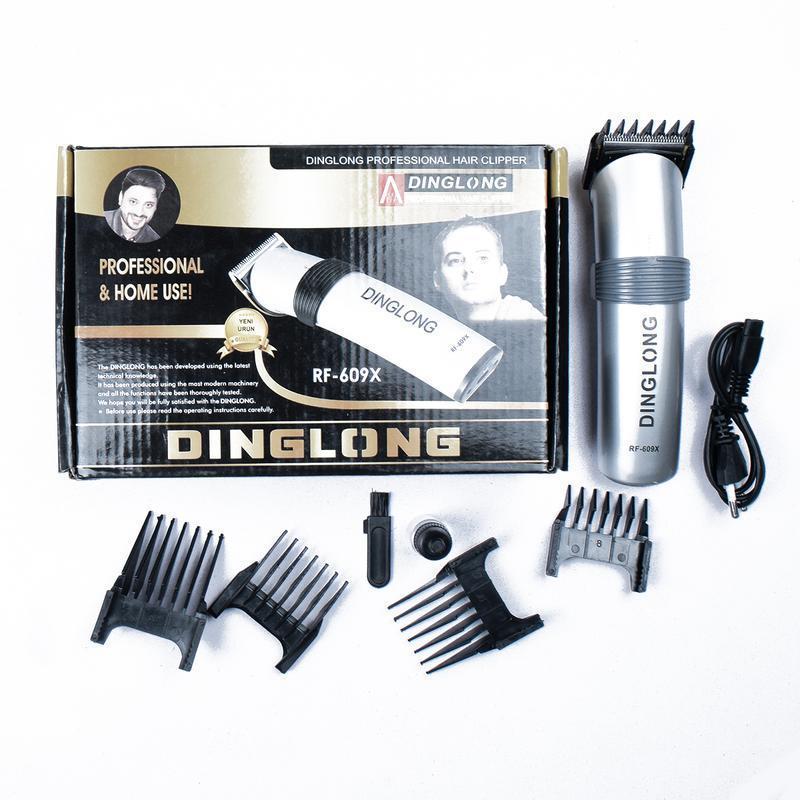 DINGLONG PROFESSIONAL HAIR CLIPPER
DINGLONG
PROFESSIONAL HAIR CLIPPER
PROFESSIONAL
& HOME USE!
YENI
ÜRÜN
QUALITY
DINGLONG
RF-609X
RF-609X
The DINGLONG has been developed using the latest
technical knowledge.
It has been produced using the most modern machinery
and all the functions have been thoroughly tested.
We hope you will be fully satisfied with the DINGLONG.
Before use please read the operating instructions carefully.
DINGLONG
DINGLONG
RF-609X
8